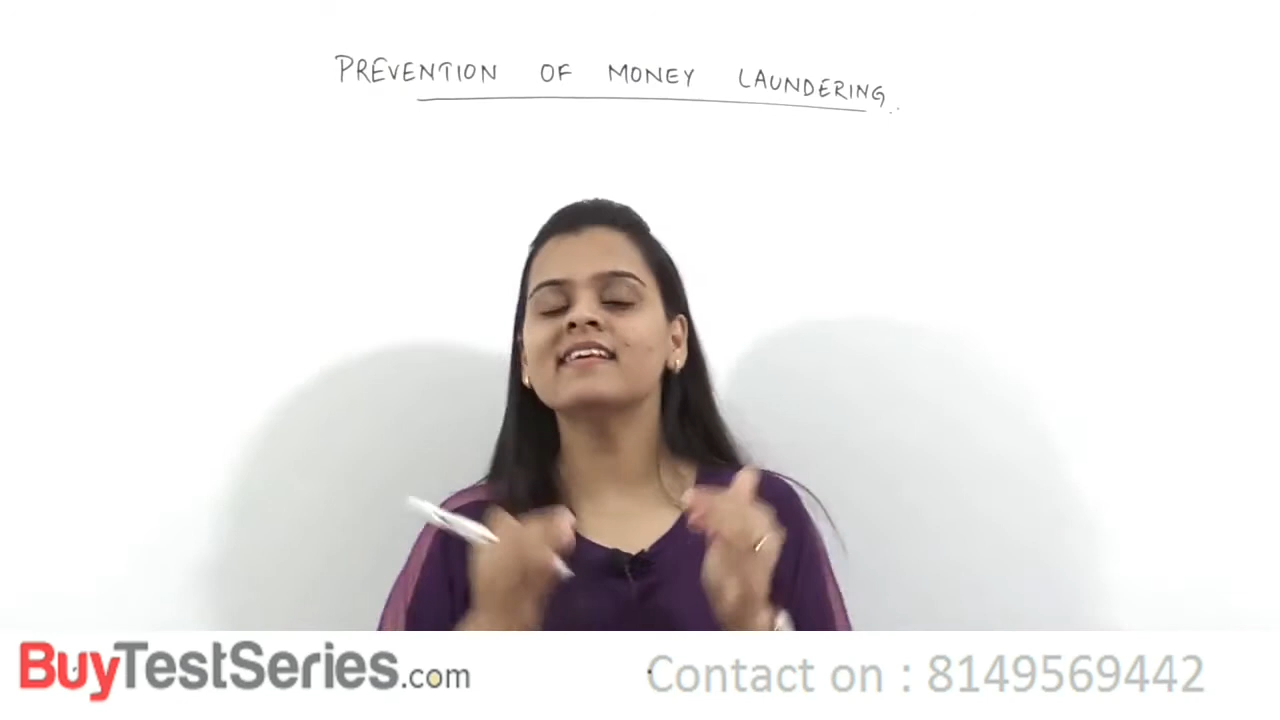 PREVENTION OF MONEY LAUNDERING
BuyTestSeries.com
Contact on : 8149569442